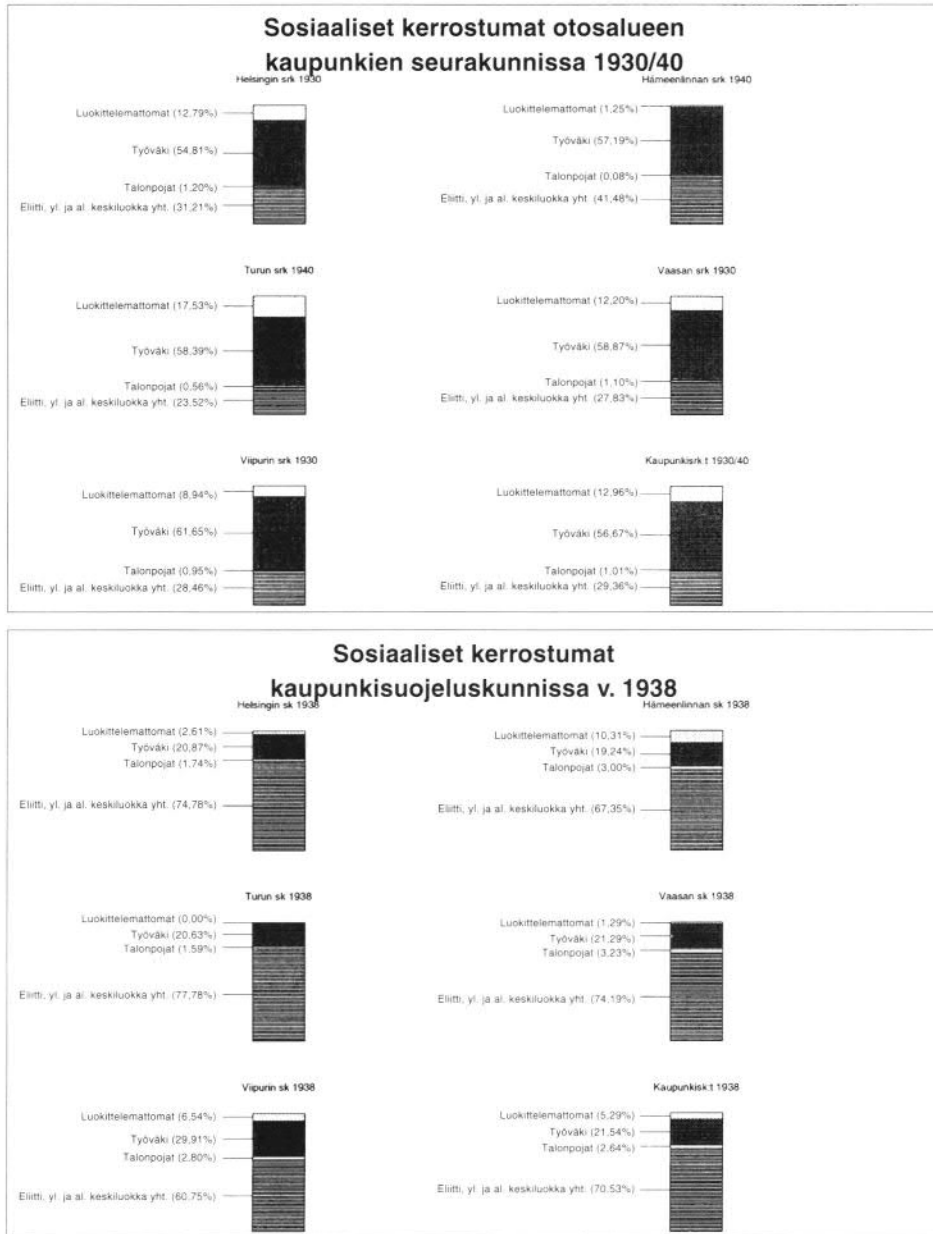 Sosiaaliset kerrostumat otosalueen
kaupunkien seurakunnissa 1930/40
Helsingin srk 1930
Luokittelemattomat (12,79%)
Työväki (54,81%)
Talonpojat (1,20%)
Eliitti, yl. ja al. keskiluokka yht. (31,21%)
Hämeenlinnan srk 1940
Luokittelemattomat (1,25%)
Työväki (57,19%)
Talonpojat (0,08%)
Eliitti, yl. ja al. keskiluokka yht. (41,48%)
Turun srk 1940
Luokittelemattomat (17,53%)
Työväki (58,39%)
Talonpojat (0,56%)
Eliitti, yl. ja al. keskiluokka yht. (23,52%)
Vaasan srk 1930
Luokittelemattomat (12,20%)
Työväki (58,87%)
Talonpojat (1,10%)
Eliitti, yl. ja al. keskiluokka yht. (27,83%)
Viipurin srk 1930
Luokittelemattomat (8,94%)
Työväki (61,65%)
Talonpojat (0,95%)
Eliitti, yl. ja al. keskiluokka yht. (28,46%)
Kaupunkisrk:t 1930/40
Luokittelemattomat (12,96%)
Työväki (56,67%)
Talonpojat (1,01%)
Eliitti, yl. ja al. keskiluokka yht. (29,36%)
Sosiaaliset kerrostumat
kaupunkisuojeluskunnissa v. 1938
Helsingin sk 1938
Luokittelemattomat (2,61%)
Työväki (20,87%)
Talonpojat (1,74%)
Eliitti, yl. ja al. keskiluokka yht. (74,78%)
Hämeenlinnan sk 1938
Luokittelemattomat (10,31%)
Työväki (19,24%)
Talonpojat (3,00%)
Eliitti, yl. ja al. keskiluokka yht. (67,35%)
Turun sk 1938
Luokittelemattomat (0,00%)
Työväki (20,63%)
Talonpojat (1,59%)
Eliitti, yl. ja al. keskiluokka yht. (77,78%)
Vaasan sk 1938
Luokittelemattomat (1,29%)
Työväki (21,29%)
Talonpojat (3,23%)
Eliitti, yl. ja al. keskiluokka yht. (74,19%)
Viipurin sk 1938
Luokittelemattomat (6,54%)
Työväki (29,91%)
Talonpojat (2,80%)
Eliitti, yl. ja al. keskiluokka yht. (60,75%)
Kaupunkisk:t 1938
Luokittelemattomat (5,29%)
Työväki (21,54%)
Talonpojat (2,64%)
Eliitti, yl. ja al. keskiluokka yht. (70,53%)